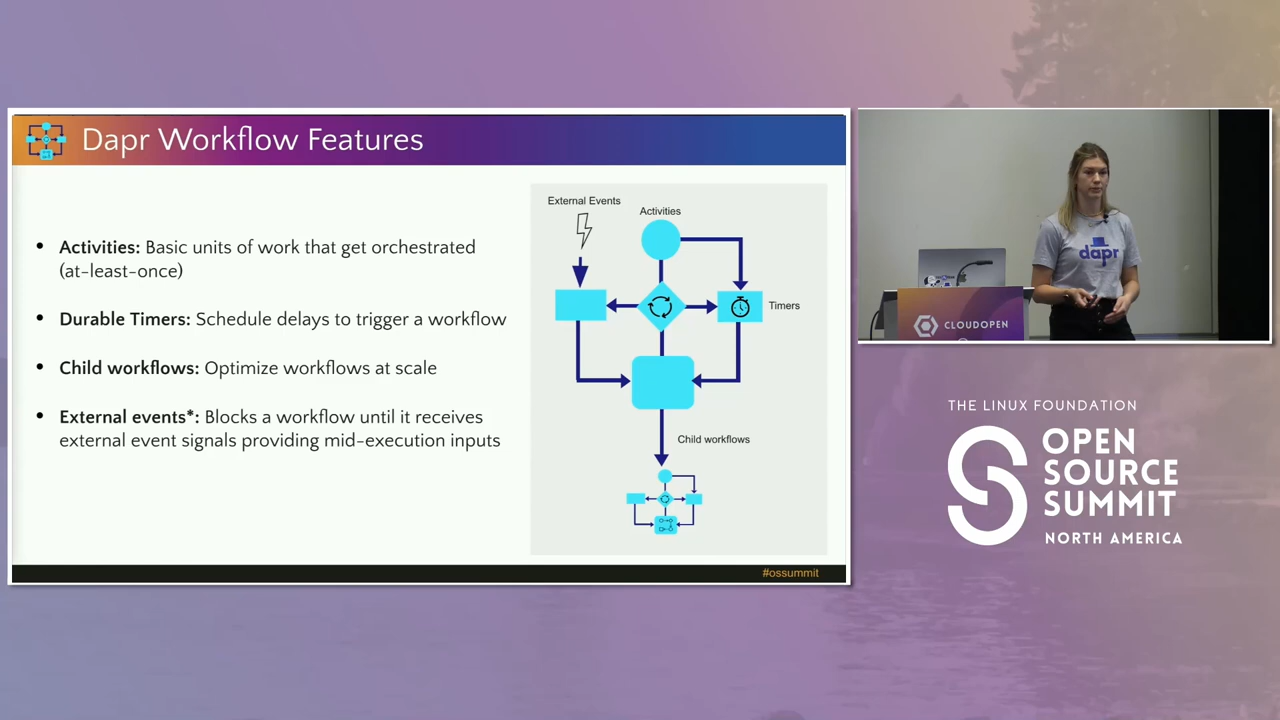 Dapr Workflow Features
• Activities: Basic units of work that get orchestrated
(at-least-once)
• Durable Timers: Schedule delays to trigger a workflow
• Child workflows: Optimize workflows at scale
• External events*: Blocks a workflow until it receives
external event signals providing mid-execution inputs
External Events
Activities
Timers
Child workflows
#ossummit
dapr
CLOUDOPEN
THE LINUX FOUNDATION
OPEN
SOURCE
SUMMIT
NORTH AMERICA